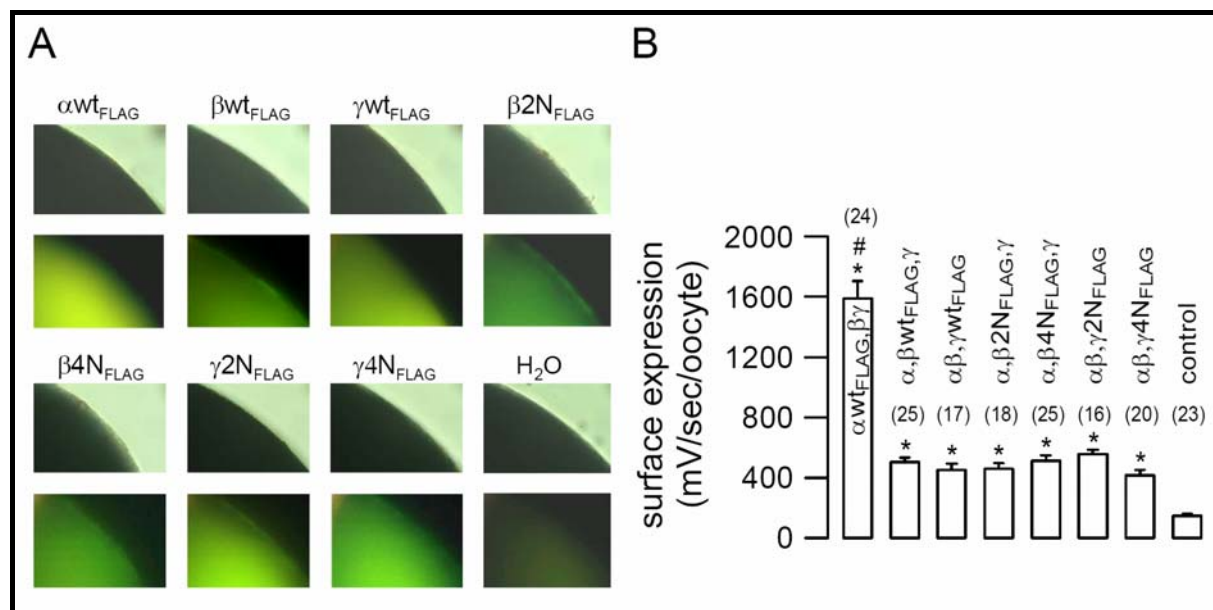 A
αwtFLAG βwtFLAG γwtFLAG β2NFLAG
β4NFLAG γ2NFLAG γ4NFLAG H2O
B
surface expression
(mV/sec/oocyte)
2000
1600
1200
800
400
0
(24)
* #
αwtFLAG,βγ
α,βwtFLAG,γ
(25)
*
αβ,γwtFLAG
(17)
*
α,β2NFLAG,γ
(18)
*
α,β4NFLAG,γ
(25)
*
αβ,γ2NFLAG
(16)
*
αβ,γ4NFLAG
(20)
*
control
(23)